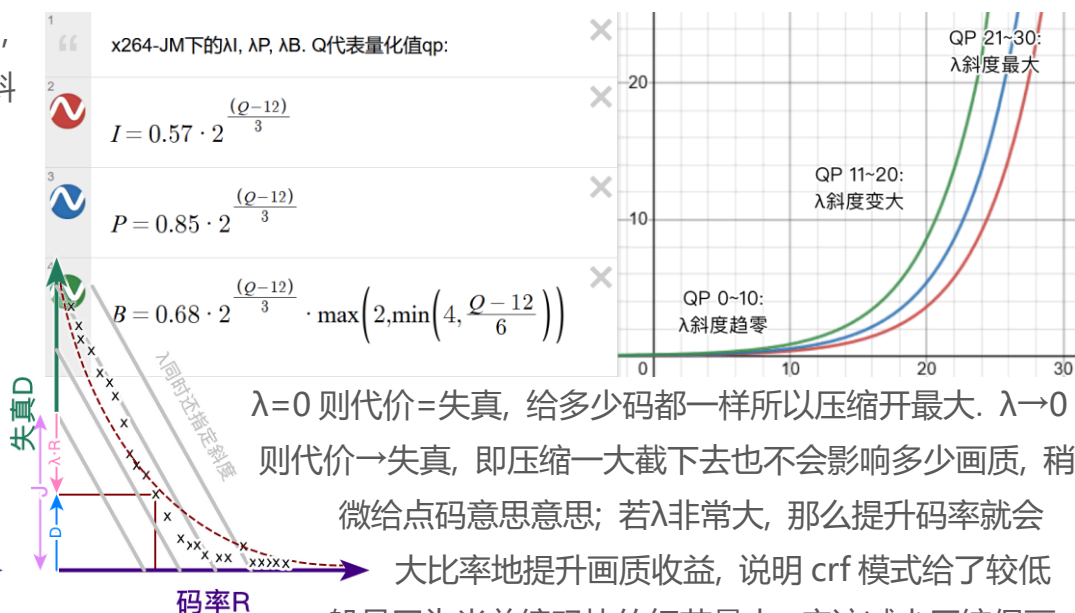 ,
斗
1
x264-JM下的λI, λP, λB. Q代表量化值qp:
2
I = 0.57 · 2^((Q−12)/3)
3
P = 0.85 · 2^((Q−12)/3)
4
B = 0.68 · 2^((Q−12)/3) · max(2,min(4,(Q−12)/6))
QP 21~30:
λ斜度最大
20
QP 11~20:
λ斜度变大
10
QP 0~10:
λ斜度趋零
0
10
20
30
失真D
J
λ·R
D
λ同时还指定斜度
码率R
λ=0 则代价=失真, 给多少码都一样所以压缩开最大. λ→0
则代价→失真, 即压缩一大截下去也不会影响多少画质, 稍
微给点码意思意思; 若λ非常大, 那么提升码率就会
大比率地提升画质收益, 说明 crf 模式给了较低